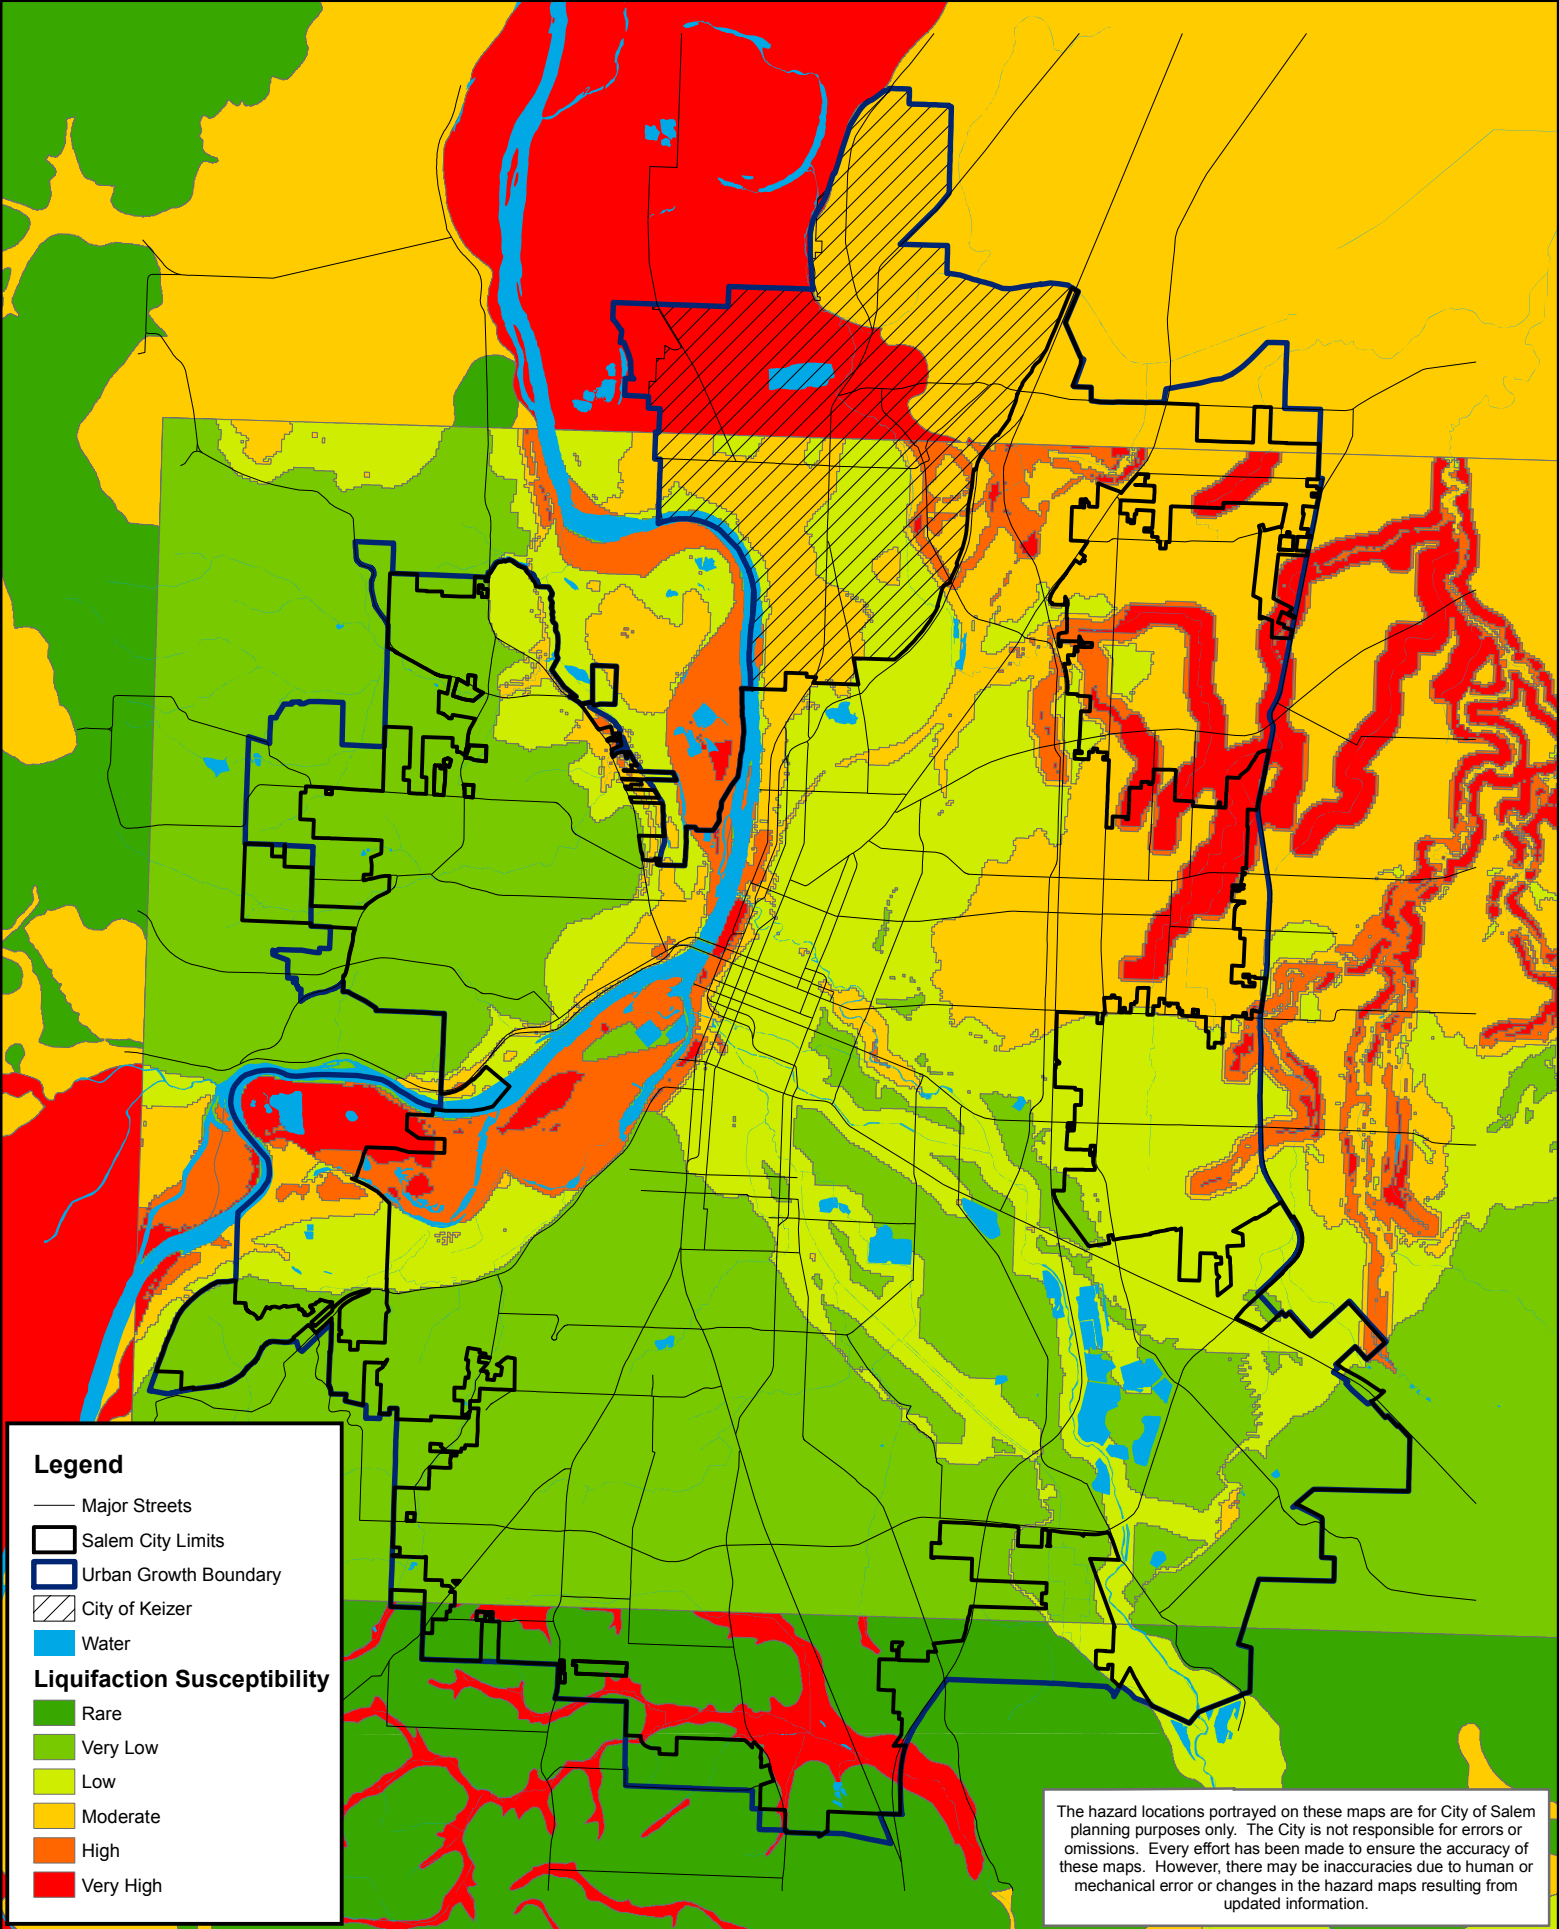 Legend
Major Streets
Salem City Limits
Urban Growth Boundary
City of Keizer
Water
Liquifaction Susceptibility
Rare
Very Low
Low
Moderate
High
Very High
The hazard locations portrayed on these maps are for City of Salem
planning purposes only. The City is not responsible for errors or
omissions. Every effort has been made to ensure the accuracy of
these maps. However, there may be inaccuracies due to human or
mechanical error or changes in the hazard maps resulting from
updated information.